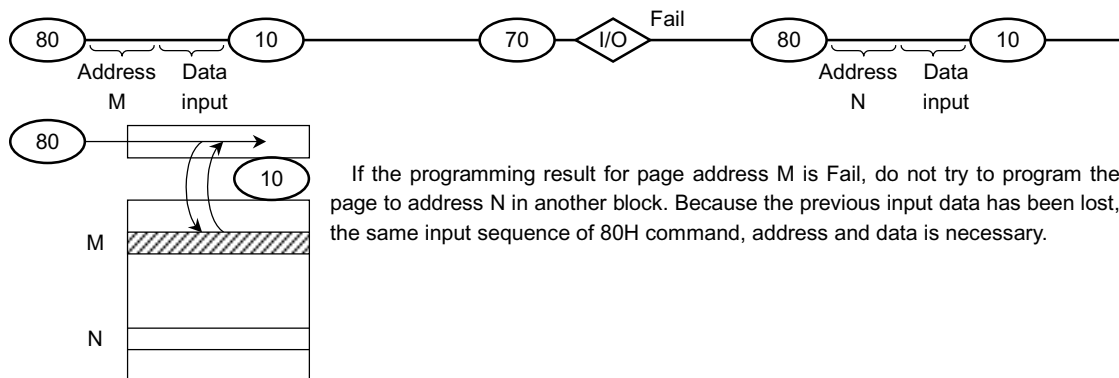 Fail
80 10 70 I/O 80 10
Address Data Address Data
M input N input
80
10
If the programming result for page address M is Fail, do not try to program the
page to address N in another block. Because the previous input data has been lost,
the same input sequence of 80H command, address and data is necessary.
M
N